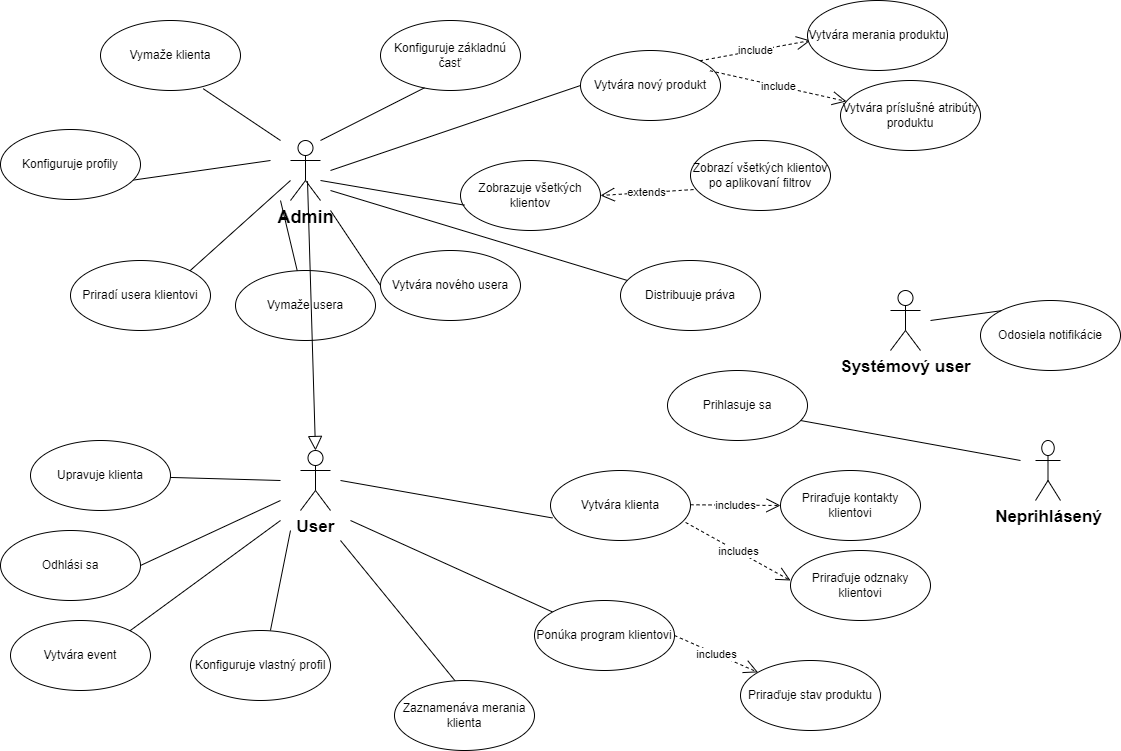 Vymaže klienta
Konfiguruje základnú
časť
Vytvára merania produktu
include
Vytvára nový produkt
include
Vytvára príslušné atribúty
produktu
Konfiguruje profily
Zobrazí všetkých klientov
po aplikovaní filtrov
Zobrazuje všetkých
klientov
extends
Admin
Priradí usera klientovi
Vymaže usera
Vytvára nového usera
Distribuuje práva
Odosiela notifikácie
Systémový user
Prihlasuje sa
Neprihlásený
Upravuje klienta
User
Vytvára klienta
includes
Priraďuje kontakty
klientovi
includes
Priraďuje odznaky
klientovi
Odhlási sa
Vytvára event
Konfiguruje vlastný profil
Ponúka program klientovi
includes
Priraďuje stav produktu
Zaznamenáva merania
klienta